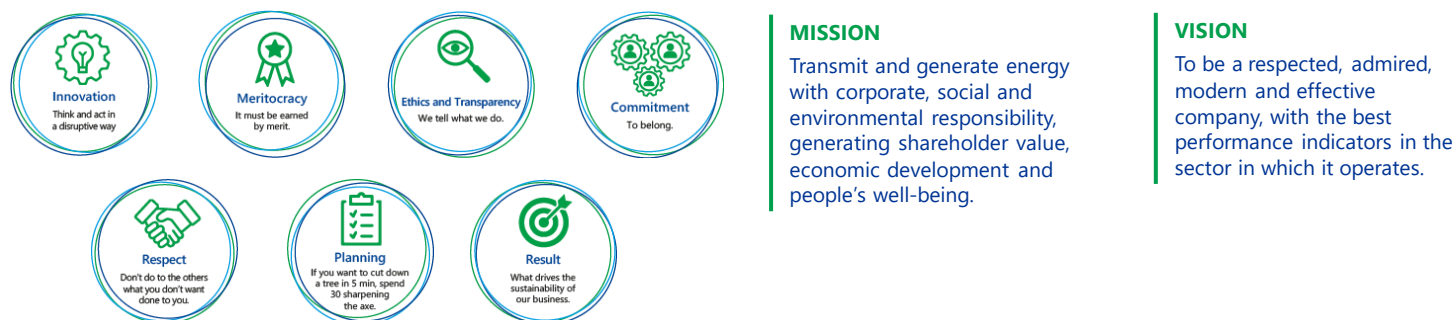 Innovation
Think and act in
a disruptive way
Meritocracy
It must be earned
by merit.
Ethics and Transparency
We tell what we do.
Commitment
To belong.
Respect
Don't do to the others
what you don't want
done to you.
Planning
If you want to cut down
a tree in 5 min, spend
30 sharpening
the axe.
Result
What drives the
sustainability of
our business.
MISSION
Transmit and generate energy
with corporate, social and
environmental responsibility,
generating shareholder value,
economic development and
people's well-being.
VISION
To be a respected, admired,
modern and effective
company, with the best
performance indicators in the
sector in which it operates.